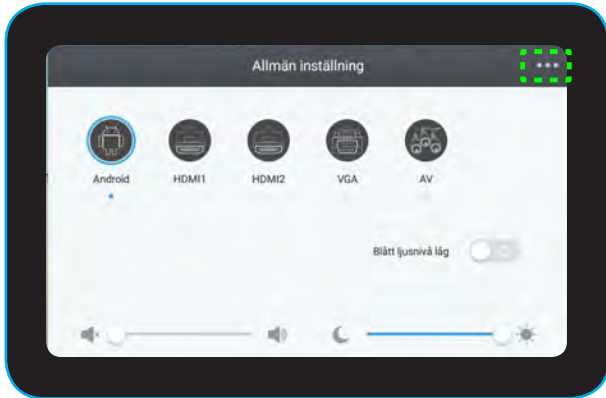 Allmän inställning
Android HDMI1 HDMI2 VGA AV
Blått ljusnivå låg